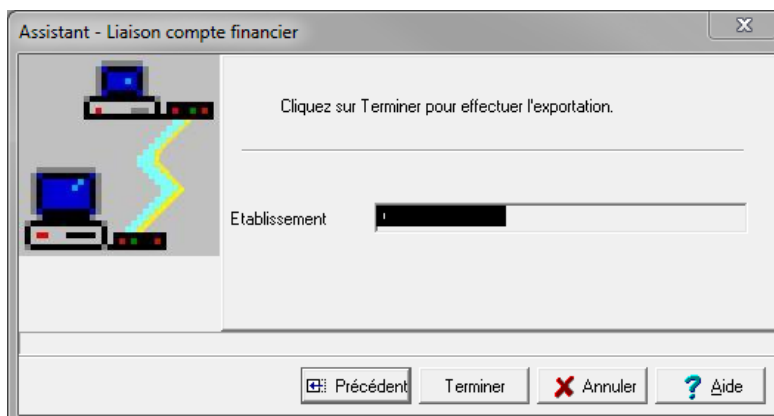 Assistant - Liaison compte financier
Cliquez sur Terminer pour effectuer l'exportation.
Etablissement
Précédent Terminer Annuler Aide